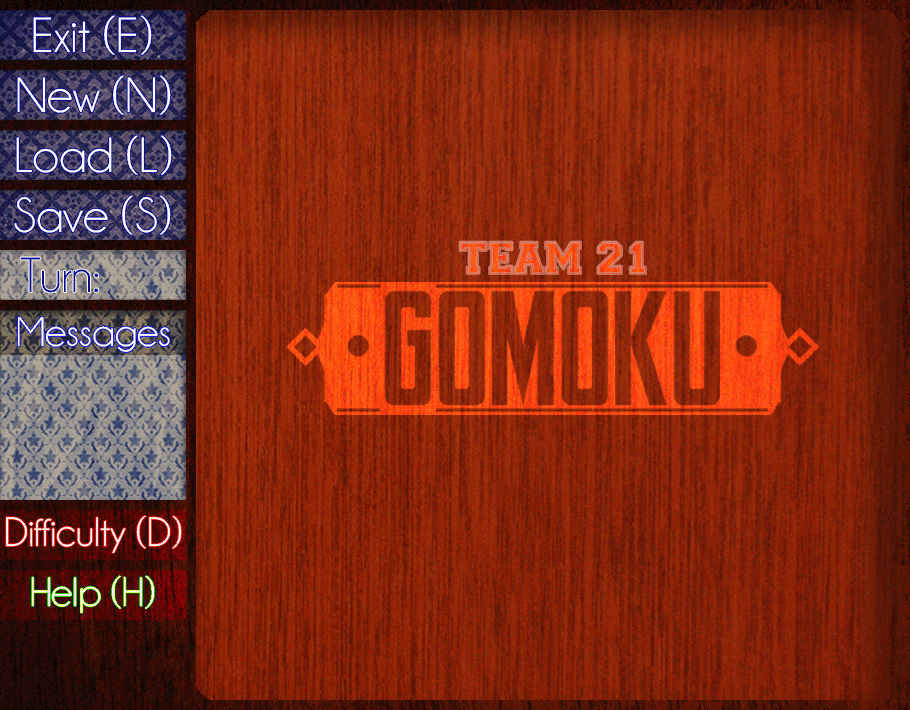 Exit (E)
New (N)
Load (L)
Save (S)
Turn:
Messages
Difficulty (D)
Help (H)
TEAM 21
GOMOKU